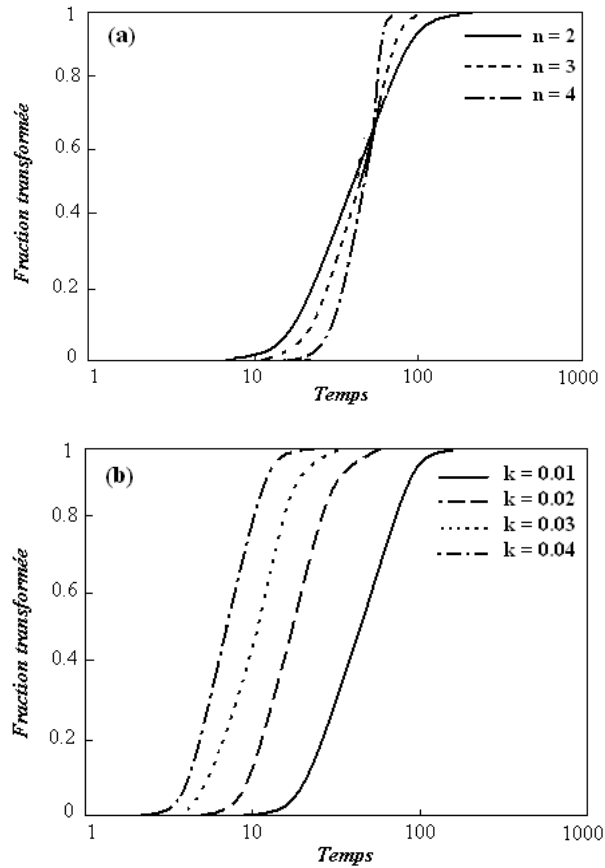 (a)
n = 2
n = 3
n = 4
Fraction transformée
1
0.8
0.6
0.4
0.2
0
1
10
100
1000
Temps
(b)
k = 0.01
k = 0.02
k = 0.03
k = 0.04
Fraction transformée
1
0.8
0.6
0.4
0.2
0
1
10
100
1000
Temps